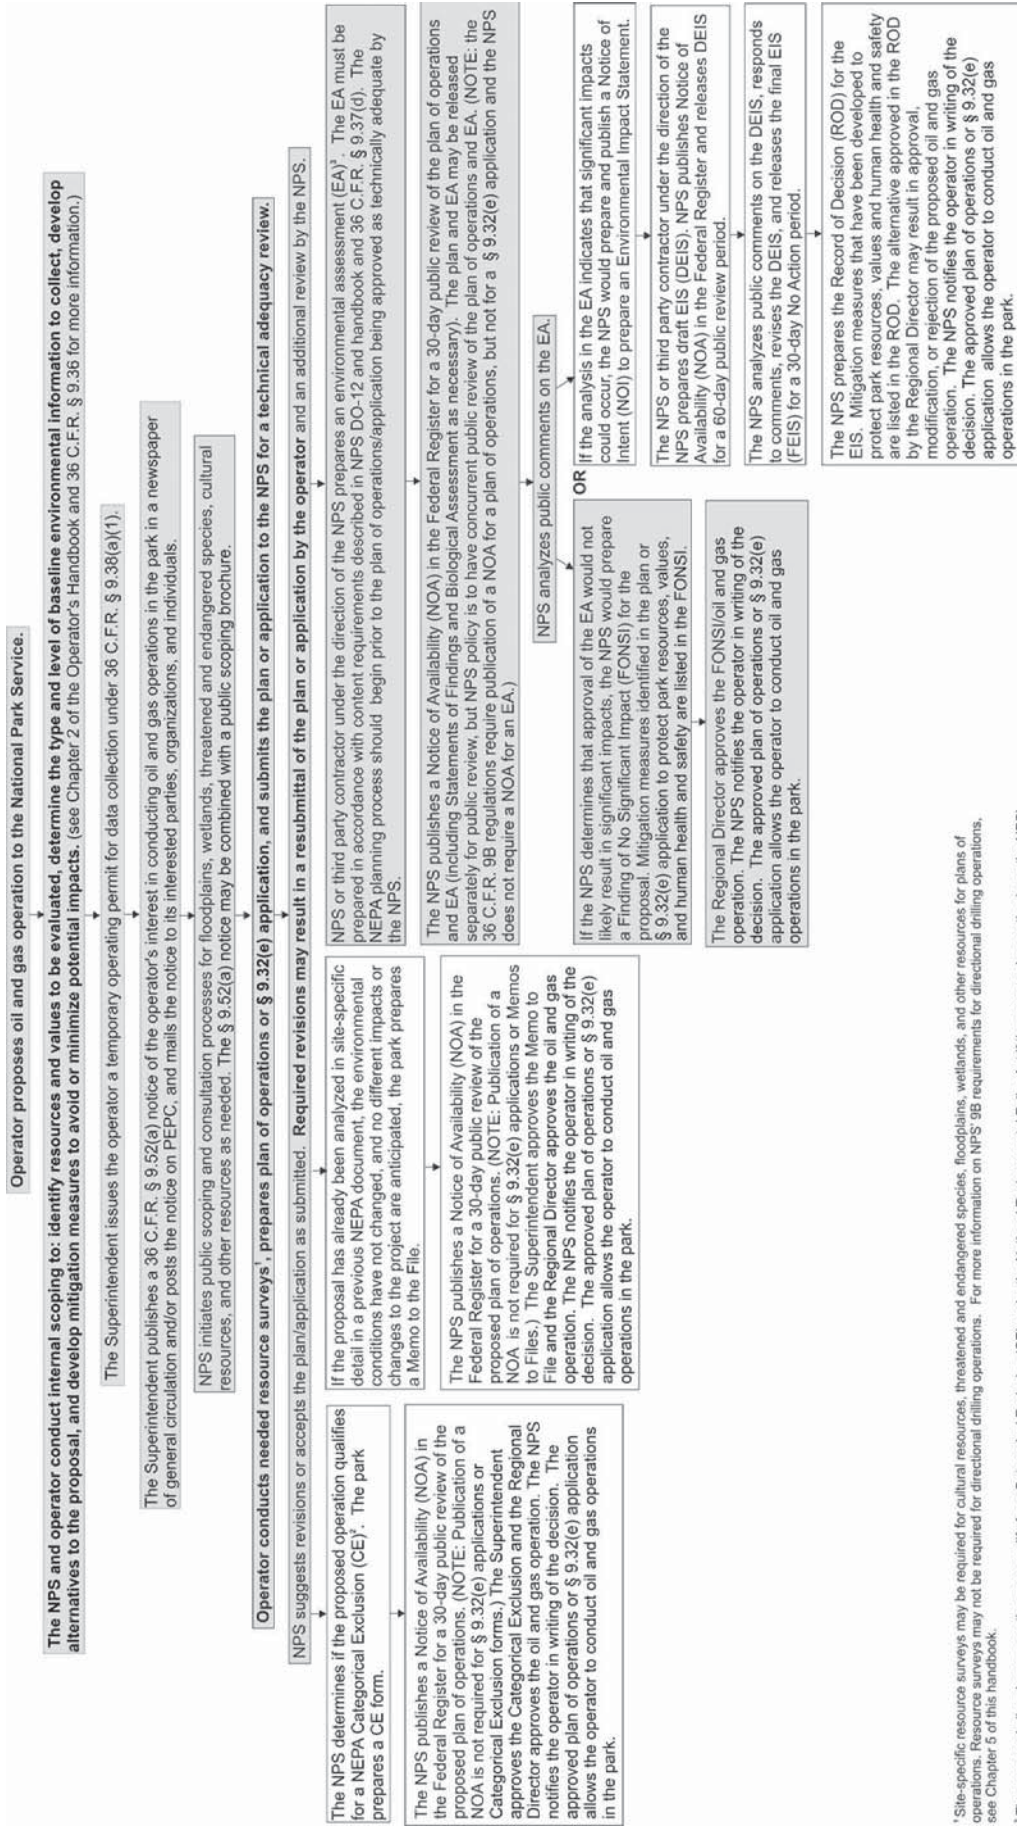 Operator proposes oil and gas operation to the National Park Service.
The NPS and operator conduct internal scoping to: identify resources and values to be evaluated, determine the type and level of baseline environmental information to collect, develop
alternatives to the proposal, and develop mitigation measures to avoid or minimize potential impacts. (see Chapter 2 of the Operator's Handbook and 36 C.F.R. § 9.36 for more information.)
The Superintendent issues the operator a temporary operating permit for data collection under 36 C.F.R. § 9.38(a)(1).
The Superintendent publishes a 36 C.F.R. § 9.52(a) notice of the operator's interest in conducting oil and gas operations in the park in a newspaper
of general circulation and/or posts the notice on PEPC, and mails the notice to its interested parties, organizations, and individuals.
NPS initiates public scoping and consultation processes for floodplains, wetlands, threatened and endangered species, cultural
resources, and other resources as needed. The § 9.52(a) notice may be combined with a public scoping brochure.
Operator conducts needed resource surveys¹, prepares plan of operations or § 9.32(e) application, and submits the plan or application to the NPS for a technical adequacy review.
NPS suggests revisions or accepts the plan/application as submitted. Required revisions may result in a resubmittal of the plan or application by the operator and an additional review by the NPS.
The NPS determines if the proposed operation qualifies
for a NEPA Categorical Exclusion (CE)². The park
prepares a CE form.
The NPS publishes a Notice of Availability (NOA) in
the Federal Register for a 30-day public review of the
proposed plan of operations. (NOTE: Publication of a
NOA is not required for § 9.32(e) applications or
Categorical Exclusion forms.) The Superintendent
approves the Categorical Exclusion and the Regional
Director approves the oil and gas operation. The NPS
notifies the operator in writing of the decision. The
approved plan of operations or § 9.32(e) application
allows the operator to conduct oil and gas operations
in the park.
If the proposal has already been analyzed in site-specific
detail in a previous NEPA document, the environmental
conditions have not changed, and no different impacts or
changes to the project are anticipated, the park prepares
a Memo to the File.
The NPS publishes a Notice of Availability (NOA) in the
Federal Register for a 30-day public review of the
proposed plan of operations. (NOTE: Publication of a
NOA is not required for § 9.32(e) applications or Memos
to Files.) The Superintendent approves the Memo to
File and the Regional Director approves the oil and gas
operation. The NPS notifies the operator in writing of the
decision. The approved plan of operations or § 9.32(e)
application allows the operator to conduct oil and gas
operations in the park.
NPS or third party contractor under the direction of the NPS prepares an environmental assessment (EA)³. The EA must be
prepared in accordance with content requirements described in NPS DO-12 and handbook and 36 C.F.R. § 9.37(d). The
NEPA planning process should begin prior to the plan of operations/application being approved as technically adequate by
the NPS.
The NPS publishes a Notice of Availability (NOA) in the Federal Register for a 30-day public review of the plan of operations
and EA (including Statements of Findings and Biological Assessment as necessary). The plan and EA may be released
separately for public review, but NPS policy is to have concurrent public review of the plan of operations and EA. (NOTE: the
36 C.F.R. 9B regulations require publication of a NOA for a plan of operations, but not for a § 9.32(e) application and the NPS
does not require a NOA for an EA.)
NPS analyzes public comments on the EA.
OR
If the NPS determines that approval of the EA would not
likely result in significant impacts, the NPS would prepare
a Finding of No Significant Impact (FONSI) for the
proposal. Mitigation measures identified in the plan or
§ 9.32(e) application to protect park resources, values,
and human health and safety are listed in the FONSI.
The Regional Director approves the FONSI/oil and gas
operation. The NPS notifies the operator in writing of the
decision. The approved plan of operations or § 9.32(e)
application allows the operator to conduct oil and gas
operations in the park.
If the analysis in the EA indicates that significant impacts
could occur, the NPS would prepare and publish a Notice of
Intent (NOI) to prepare an Environmental Impact Statement.
The NPS or third party contractor under the direction of the
NPS prepares draft EIS (DEIS). NPS publishes Notice of
Availability (NOA) in the Federal Register and releases DEIS
for a 60-day public review period.
The NPS analyzes public comments on the DEIS, responds
to comments, revises the DEIS, and releases the final EIS
(FEIS) for a 30-day No Action period.
The NPS prepares the Record of Decision (ROD) for the
EIS. Mitigation measures that have been developed to
protect park resources, values and human health and safety
are listed in the ROD. The alternative approved in the ROD
by the Regional Director may result in approval,
modification, or rejection of the proposed oil and gas
operation. The NPS notifies the operator in writing of the
decision. The approved plan of operations or § 9.32(e)
application allows the operator to conduct oil and gas
operations in the park.
¹ Site-specific resource surveys may be required for cultural resources, threatened and endangered species, floodplains, wetlands, and other resources for plans of
operations. Resource surveys may not be required for directional drilling operations. For more information on NPS' 9B requirements for directional drilling operations,
see Chapter 5 of this handbook.